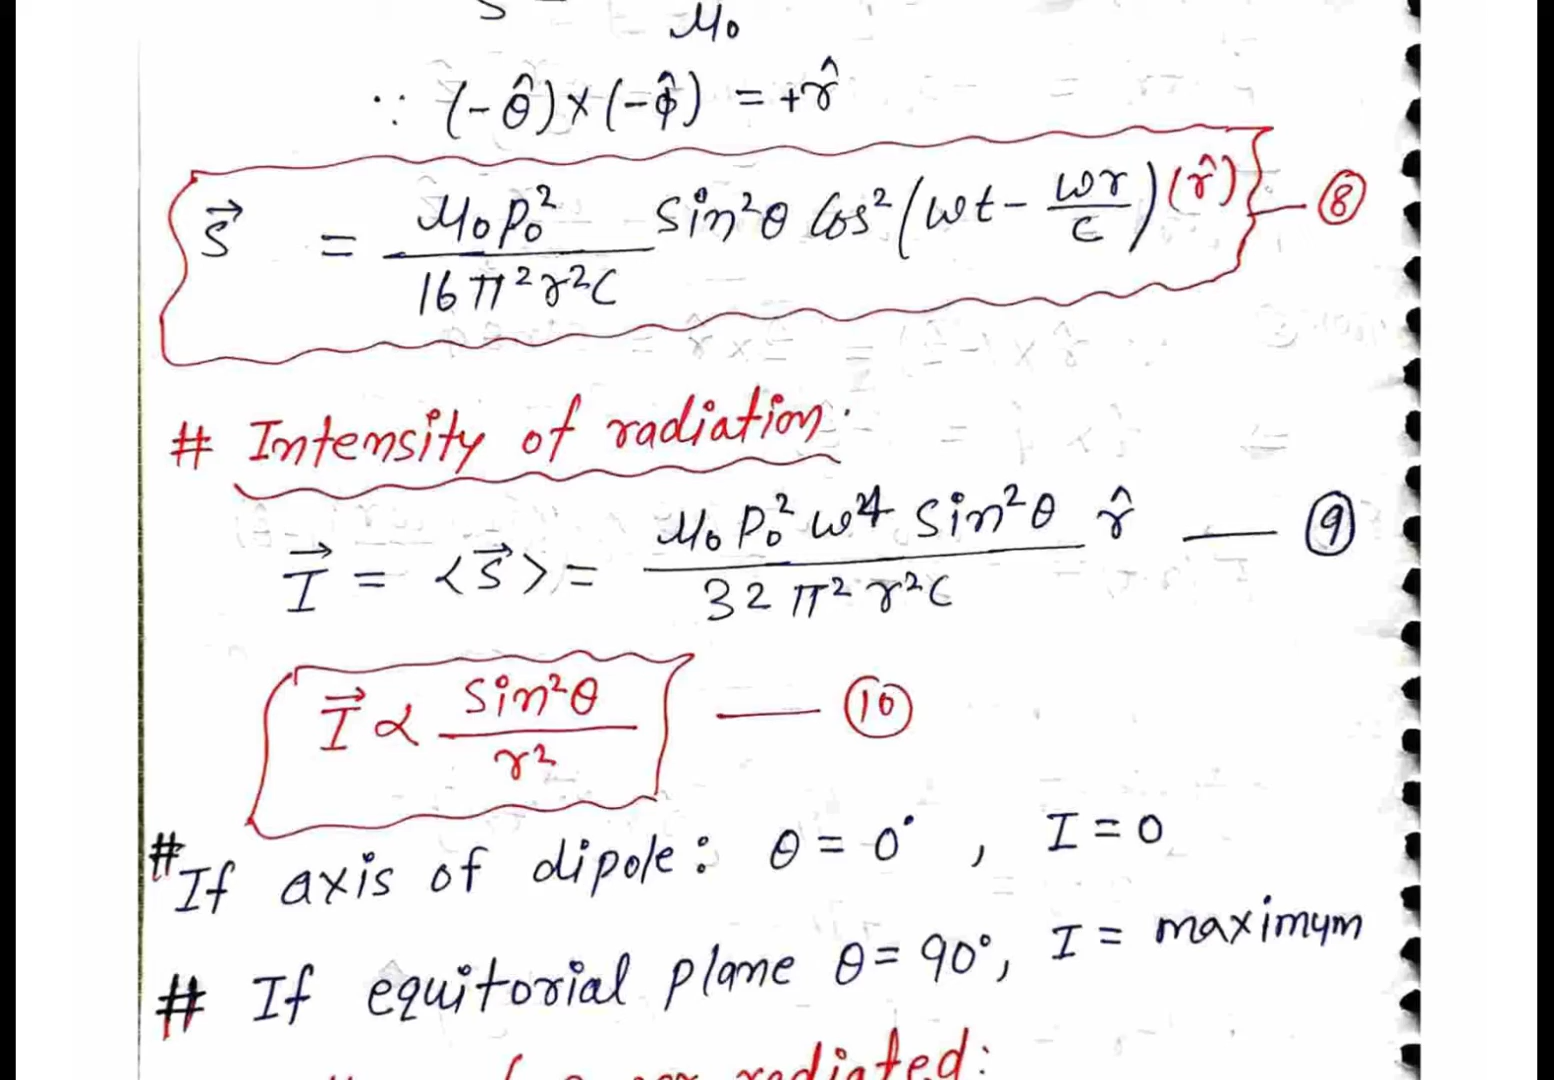 S μ₀
∵ (-θ̂)×(-φ̂) = +r̂
S⃗ = μ₀P₀² / 16π²r²c Sin²θ Cos²(ωt - ωr/c) (r̂) — ⑧
# Intensity of radiation.
I⃗ = <S⃗> = μ₀P₀²ω⁴ Sin²θ / 32π²r²c r̂ — ⑨
I⃗ ∝ Sin²θ / r² — ⑩
# If axis of dipole: θ = 0°, I = 0
# If equitorial plane θ = 90°, I = maximum
radiated: